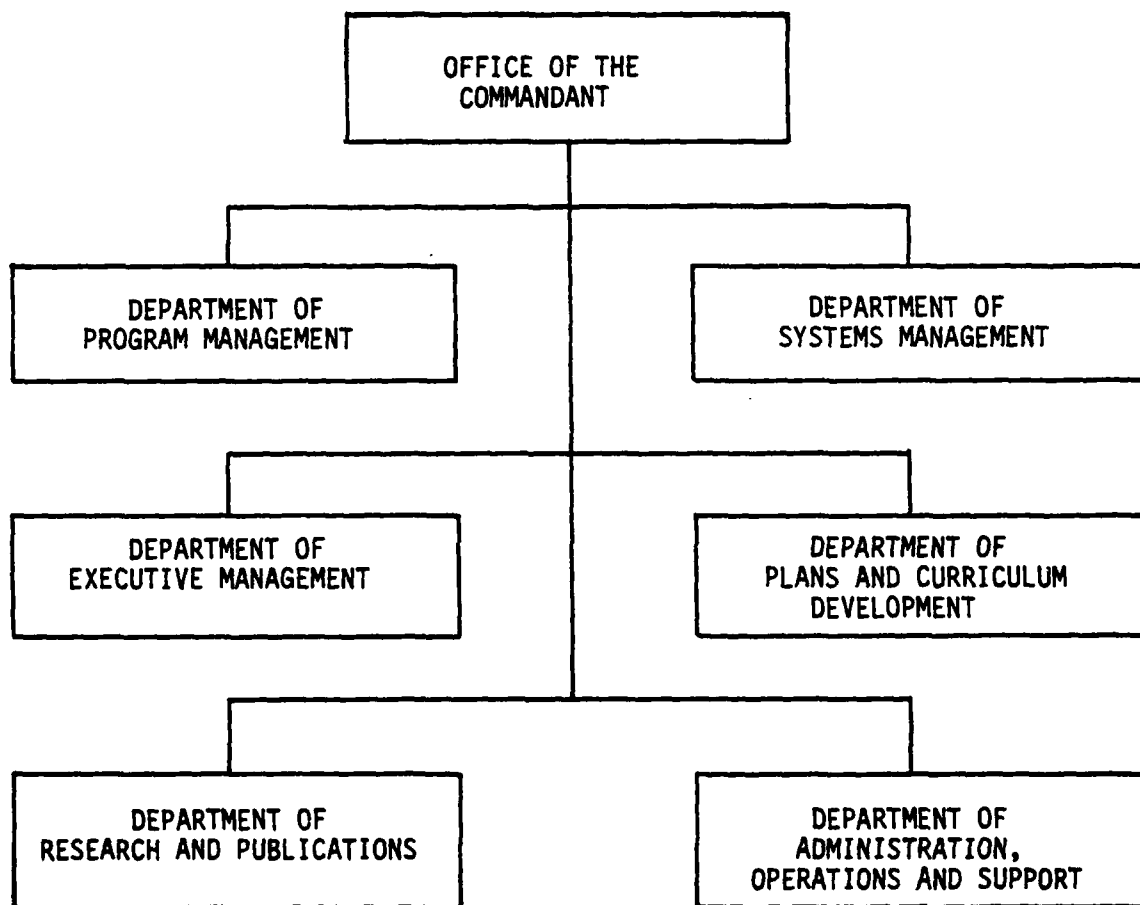 OFFICE OF THE
COMMANDANT
DEPARTMENT OF
PROGRAM MANAGEMENT
DEPARTMENT OF
SYSTEMS MANAGEMENT
DEPARTMENT OF
EXECUTIVE MANAGEMENT
DEPARTMENT OF
PLANS AND CURRICULUM
DEVELOPMENT
DEPARTMENT OF
RESEARCH AND PUBLICATIONS
DEPARTMENT OF
ADMINISTRATION,
OPERATIONS AND SUPPORT